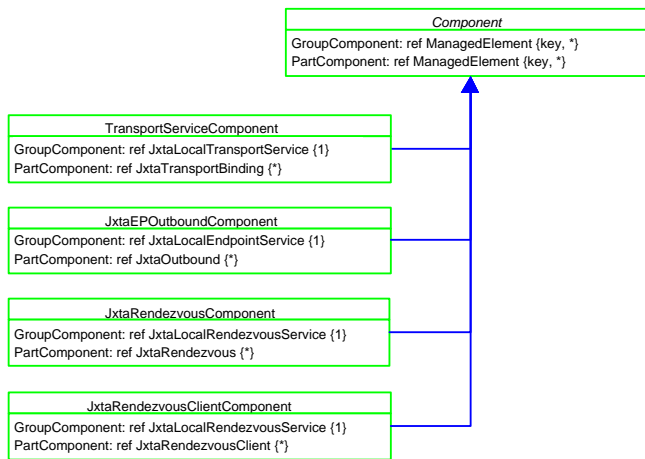 Component
GroupComponent: ref ManagedElement {key, *}
PartComponent: ref ManagedElement {key, *}
TransportServiceComponent
GroupComponent: ref JxtaLocalTransportService {1}
PartComponent: ref JxtaTransportBinding {*}
JxtaEPOutboundComponent
GroupComponent: ref JxtaLocalEndpointService {1}
PartComponent: ref JxtaOutbound {*}
JxtaRendezvousComponent
GroupComponent: ref JxtaLocalRendezvousService {1}
PartComponent: ref JxtaRendezvous {*}
JxtaRendezvousClientComponent
GroupComponent: ref JxtaLocalRendezvousService {1}
PartComponent: ref JxtaRendezvousClient {*}